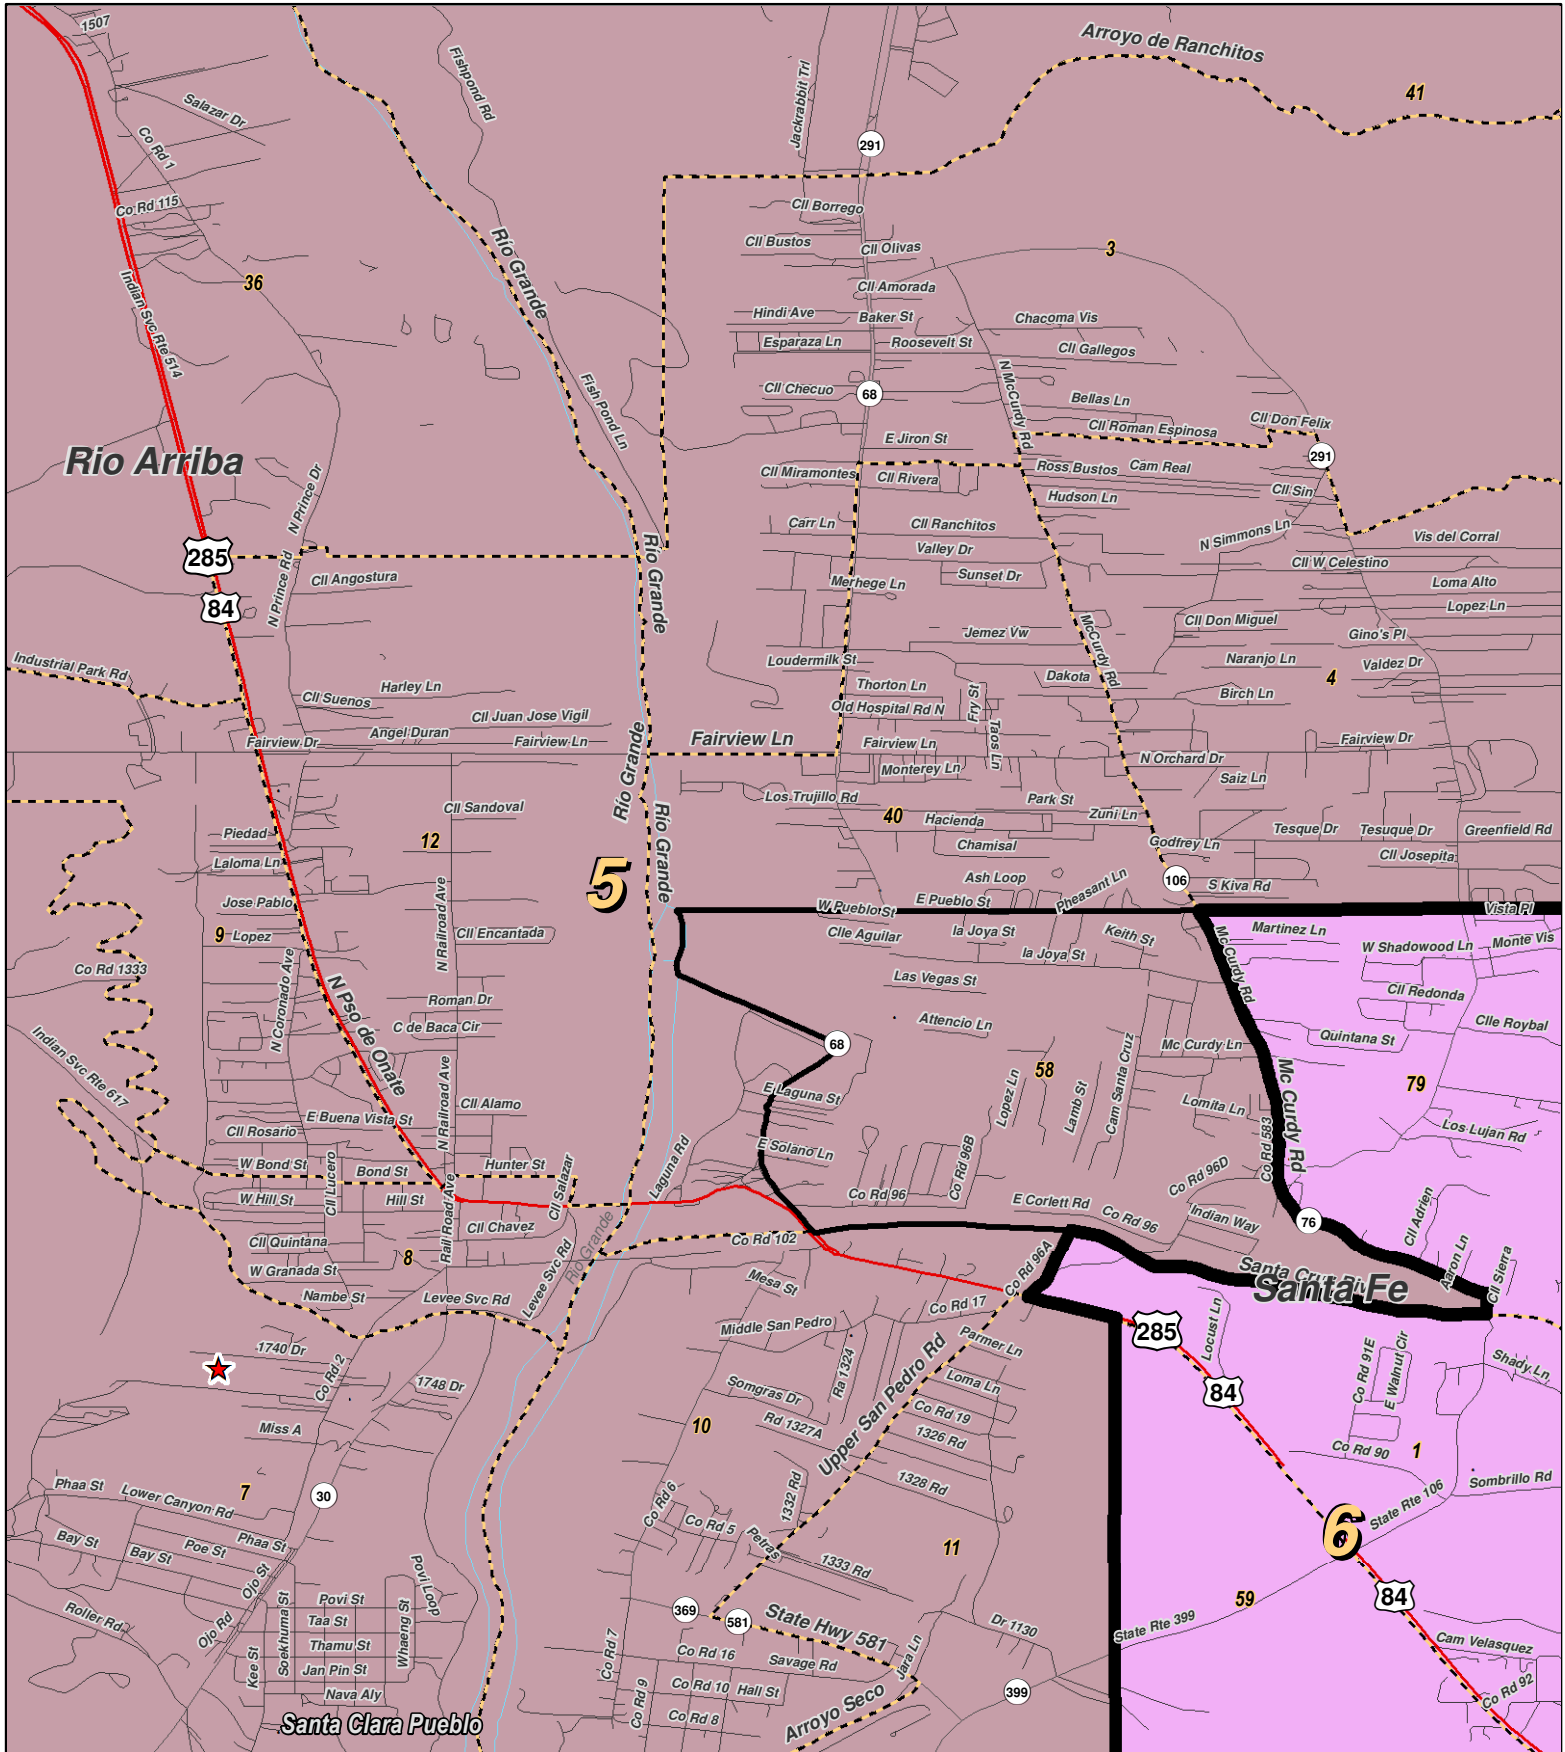 1507
Fishpond Rd
Jackrabbit Trl
Arroyo de Ranchitos
41
Salazar Dr
Co Rd 1
291
Co Rd 115
Cll Borrego
Cll Bustos
Cll Olivas
3
Rio Grande
36
Indian Svc Rte 514
Cll Amorada
Hindi Ave
Baker St
Chacoma Vis
Esparaza Ln
Roosevelt St
Cll Gallegos
Fish Pond Ln
N McCurdy Rd
Cll Checuo
68
Bellas Ln
Cll Don Felix
Cll Roman Espinosa
E Jiron St
291
Rio Arriba
N Prince Dr
Cll Miramontes
Cll Rivera
Ross Bustos
Cam Real
Hudson Ln
Cll Sin
Carr Ln
Cll Ranchitos
N Simmons Ln
Vis del Corral
285
Valley Dr
Rio Grande
Cll W Celestino
N Prince Rd
Cll Angostura
Merhege Ln
Sunset Dr
Loma Alto
84
Lopez Ln
McCurdy Rd
Cll Don Miguel
Jemez Vw
Gino's Pl
Industrial Park Rd
Loudermilk St
Naranjo Ln
Valdez Dr
Dakota
4
Cll Suenos
Harley Ln
Thorton Ln
Fry St
Birch Ln
Old Hospital Rd N
Cll Juan Jose Vigil
Angel Duran
Taos Ln
Fairview Dr
Fairview Ln
Rio Grande
Fairview Ln
Fairview Ln
Fairview Dr
N Orchard Dr
Monterey Ln
Saiz Ln
Cll Sandoval
Los Trujillo Rd
Park St
Rio Grande
40
Hacienda
Zuni Ln
Piedad
12
Tesque Dr
Tesuque Dr
Greenfield Rd
Chamisal
Godfrey Ln
Laloma Ln
Cll Josepita
5
Ash Loop
Pheasant Ln
106
S Kiva Rd
Jose Pablo
W Pueblo St
E Pueblo St
Vista Pl
N Railroad Ave
9
Lopez
Cll Encantada
Clle Aguilar
la Joya St
Keith St
Martinez Ln
W Shadowood Ln
Monte Vis
la Joya St
Mc Curdy Rd
Co Rd 1333
N Coronado Ave
N Pso de Onate
Las Vegas St
Cll Redonda
Roman Dr
Attencio Ln
Clle Roybal
C de Baca Cir
Quintana St
68
Mc Curdy Ln
Indian Svc Rte 617
58
79
Cam Santa Cruz
Lopez Ln
Lamb St
E Laguna St
Mc Curdy Rd
E Buena Vista St
Cll Alamo
N Railroad Ave
Lomita Ln
Cll Rosario
Los Lujan Rd
E Solano Ln
Co Rd 583
W Bond St
Bond St
Hunter St
Laguna Rd
Co Rd 96B
Co Rd 96D
Cll Lucero
W Hill St
Hill St
Cll Salazar
Co Rd 96
E Corlett Rd
Co Rd 96
Indian Way
76
Cll Adrien
Rail Road Ave
Cll Chavez
Cll Quintana
Co Rd 102
8
Rio Grande
Levee Svc Rd
Co Rd 96A
Aaron Ln
Cll Sierra
W Granada St
Mesa St
Santa Fe
Nambe St
Levee Svc Rd
Co Rd 17
Middle San Pedro
285
Locust Ln
Parmer Ln
1740 Dr
Co Rd 2
Ra 1324
Upper San Pedro Rd
Co Rd 91E
E Walnut Cir
Shady Ln
1748 Dr
Somgras Dr
Loma Ln
84
Miss A
10
Rd 1327A
Co Rd 19
1326 Rd
Co Rd 90
1
Phaa St
Lower Canyon Rd
7
30
1328 Rd
Co Rd 6
1332 Rd
State Rte 106
Sombrillo Rd
Bay St
Bay St
Poe St
Phaa St
Co Rd 5
Petras
11
6
1333 Rd
Ojo St
Povi Loop
Povi St
59
84
Roller Rd
Ojo Rd
Soekhuma St
Taa St
Whaeng St
369
581
State Hwy 581
Dr 1130
State Rte 399
Thamu St
Co Rd 7
Co Rd 16
Savage Rd
Jara Ln
Cam Velasquez
Kee St
Jan Pin St
Co Rd 10
Hall St
399
Co Rd 92
Nava Aly
Co Rd 9
Co Rd 8
Arroyo Seco
Santa Clara Pueblo